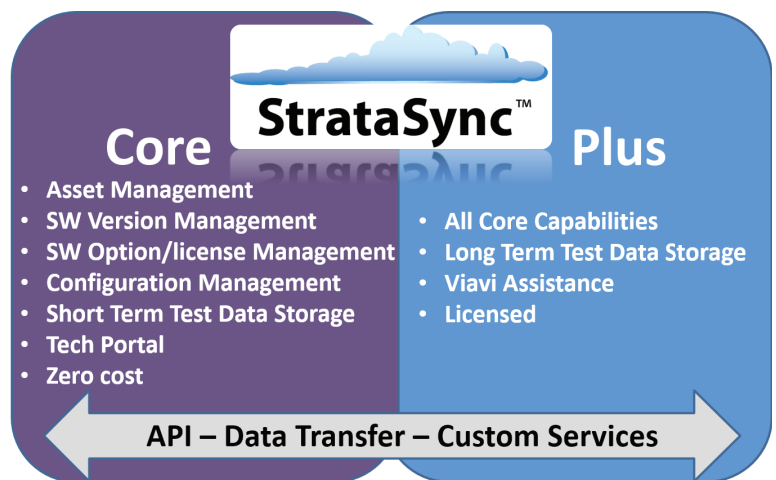 StrataSync™
Core
• Asset Management
• SW Version Management
• SW Option/license Management
• Configuration Management
• Short Term Test Data Storage
• Tech Portal
• Zero cost
Plus
• All Core Capabilities
• Long Term Test Data Storage
• Viavi Assistance
• Licensed
API – Data Transfer – Custom Services